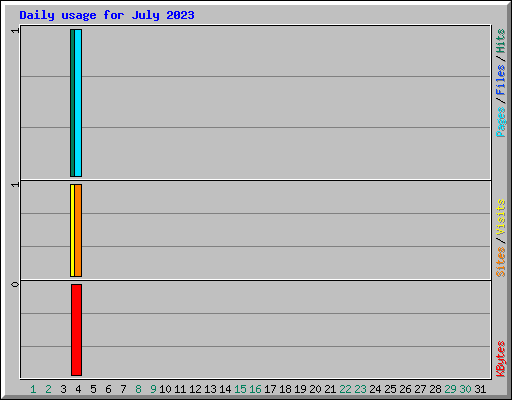 Daily usage for July 2023
1
1
0
Pages / Files / Hits
Sites / Visits
KBytes
1 2 3 4 5 6 7 8 9 10 11 12 13 14 15 16 17 18 19 20 21 22 23 24 25 26 27 28 29 30 31